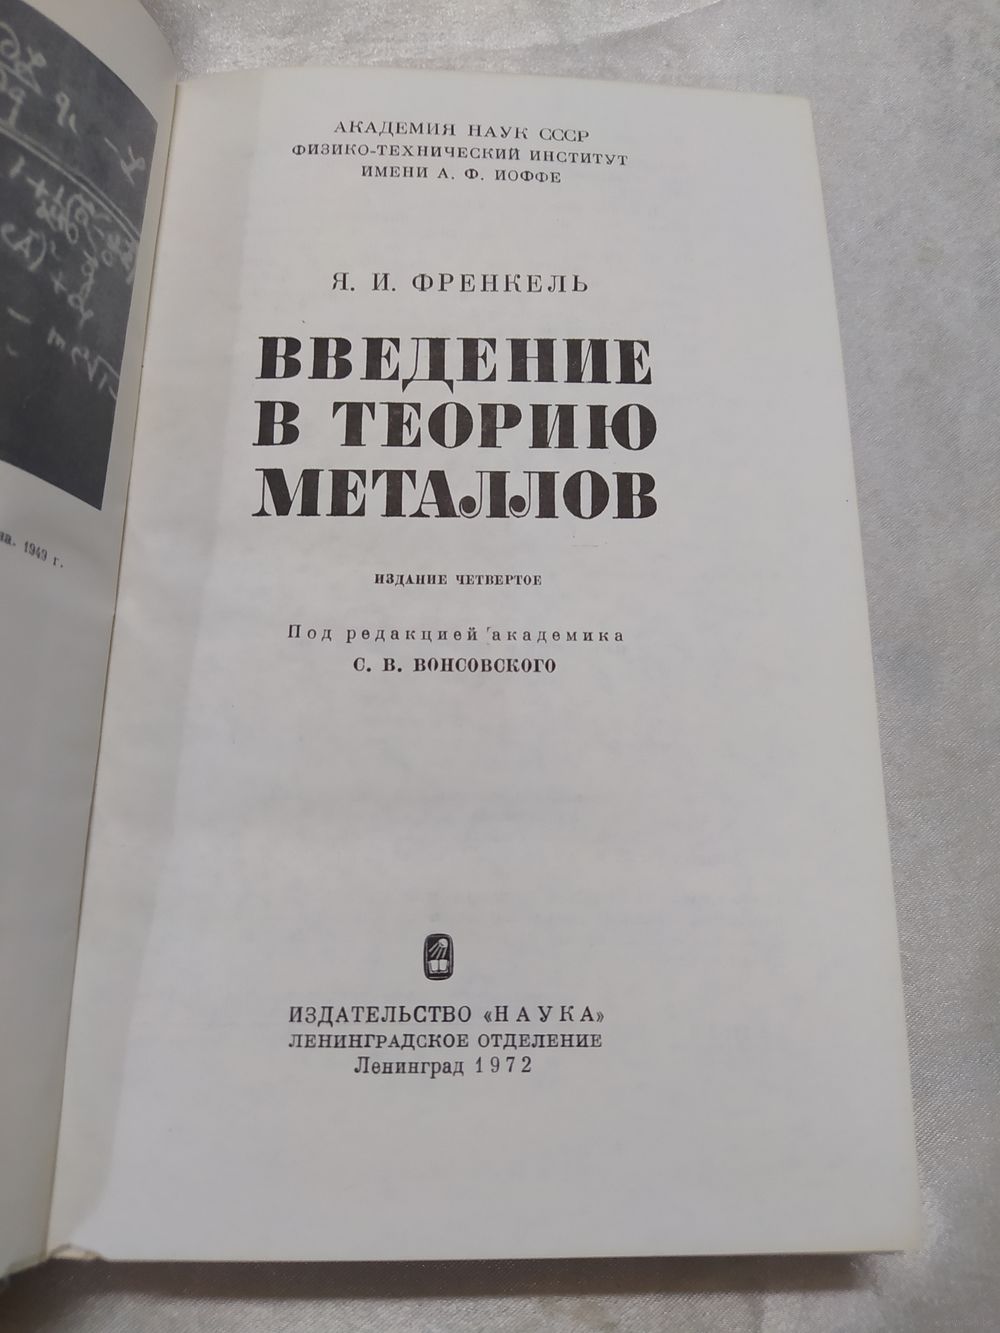 АКАДЕМИЯ НАУК СССР
ФИЗИКО-ТЕХНИЧЕСКИЙ ИНСТИТУТ
ИМЕНИ А. Ф. ИОФФЕ
Я. И. ФРЕНКЕЛЬ
ВВЕДЕНИЕ
В ТЕОРИЮ
МЕТАЛЛОВ
ИЗДАНИЕ ЧЕТВЕРТОЕ
Под редакцией академика
С. В. ВОНСОВСКОГО
ИЗДАТЕЛЬСТВО «НАУКА»
ЛЕНИНГРАДСКОЕ ОТДЕЛЕНИЕ
Ленинград 1972
1949 г.